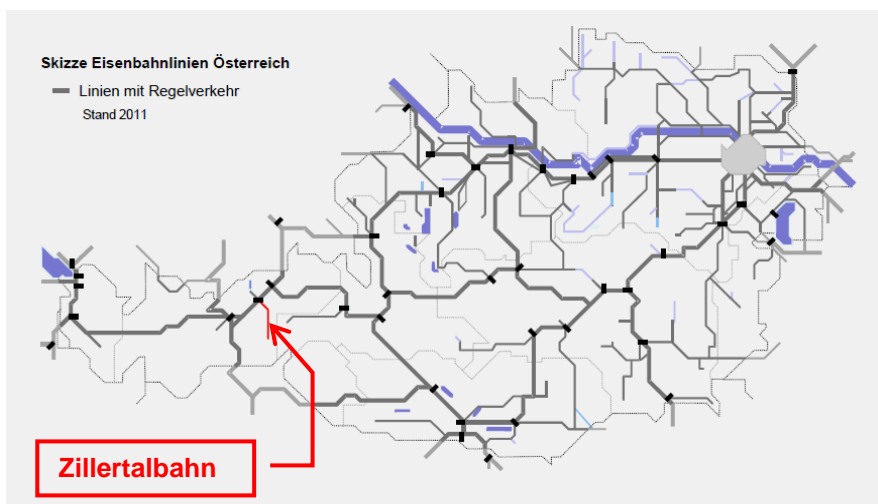 Skizze Eisenbahnlinien Österreich
Linien mit Regelverkehr
Stand 2011
Zillertalbahn